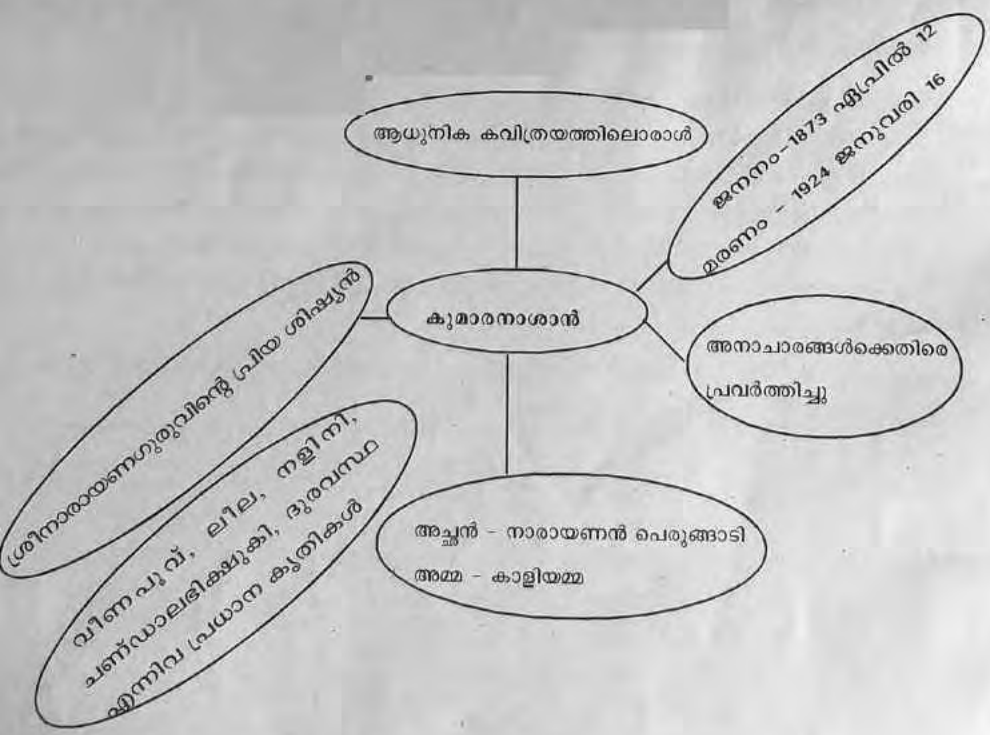 ആധുനിക കവിത്രയത്തിലൊരാൾ
ജനനം-1873 ഏപ്രിൽ 12
മരണം - 1924 ജനുവരി 16
കുമാരനാശാൻ
ശ്രീനാരായണഗുരുവിന്റെ പ്രിയ ശിഷ്യൻ
അനാചാരങ്ങൾക്കെതിരെ
പ്രവർത്തിച്ചു
വീണ പൂവ്, ലീല, നളിനി,
ചണ്ഡാലഭിക്ഷുകി, ദുരവസ്ഥ
എന്നിവ പ്രധാന കൃതികൾ
അച്ഛൻ - നാരായണൻ പെരുങ്ങാടി
അമ്മ - കാളിയമ്മ